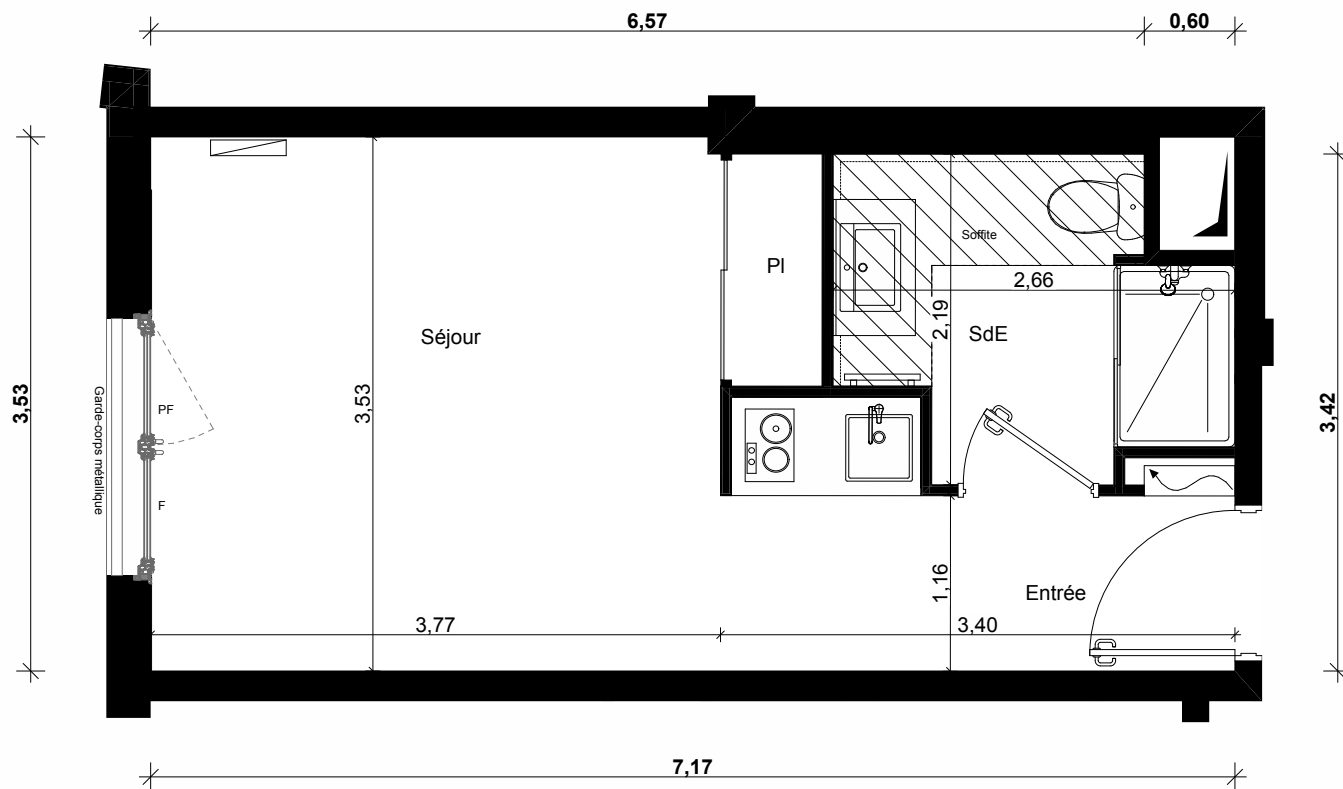 6,57
0,60
Soffite
Pl
2,66
Séjour
2,19
SdE
3,53
3,53
3,42
Garde-corps métallique
PF
F
1,16
Entrée
3,77
3,40
7,17